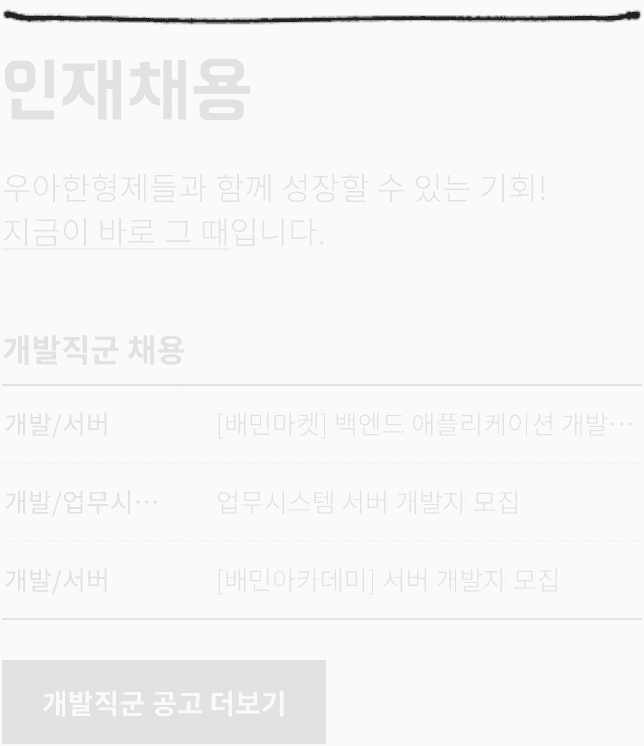 인재채용
우아한형제들과 함께 성장할 수 있는 기회!
지금이 바로 그 때입니다.
개발직군 채용
개발/서버 [배민마켓] 백엔드 애플리케이션 개발…
개발/업무시… 업무시스템 서버 개발자 모집
개발/서버 [배민아카데미] 서버 개발자 모집
개발직군 공고 더보기